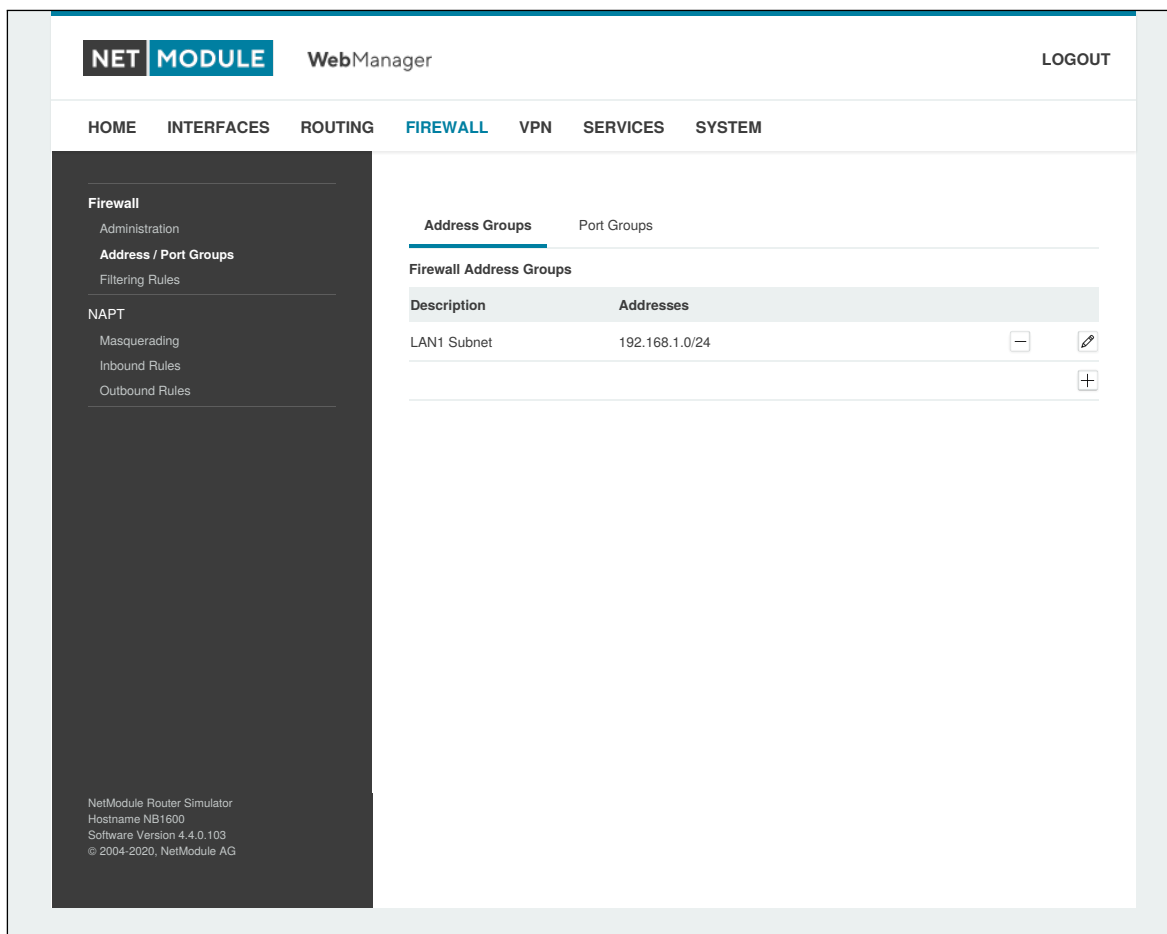 NET MODULE WebManager LOGOUT
HOME INTERFACES ROUTING FIREWALL VPN SERVICES SYSTEM
Firewall
Administration
Address / Port Groups
Filtering Rules
NAPT
Masquerading
Inbound Rules
Outbound Rules
Address Groups Port Groups
Firewall Address Groups
Description Addresses
LAN1 Subnet 192.168.1.0/24
NetModule Router Simulator
Hostname NB1600
Software Version 4.4.0.103
© 2004-2020, NetModule AG